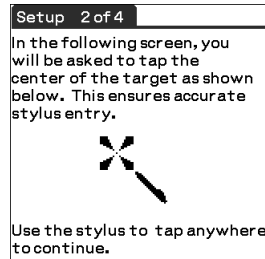 Setup 2 of 4
In the following screen, you
will be asked to tap the
center of the target as shown
below. This ensures accurate
stylus entry.
Use the stylus to tap anywhere
to continue.